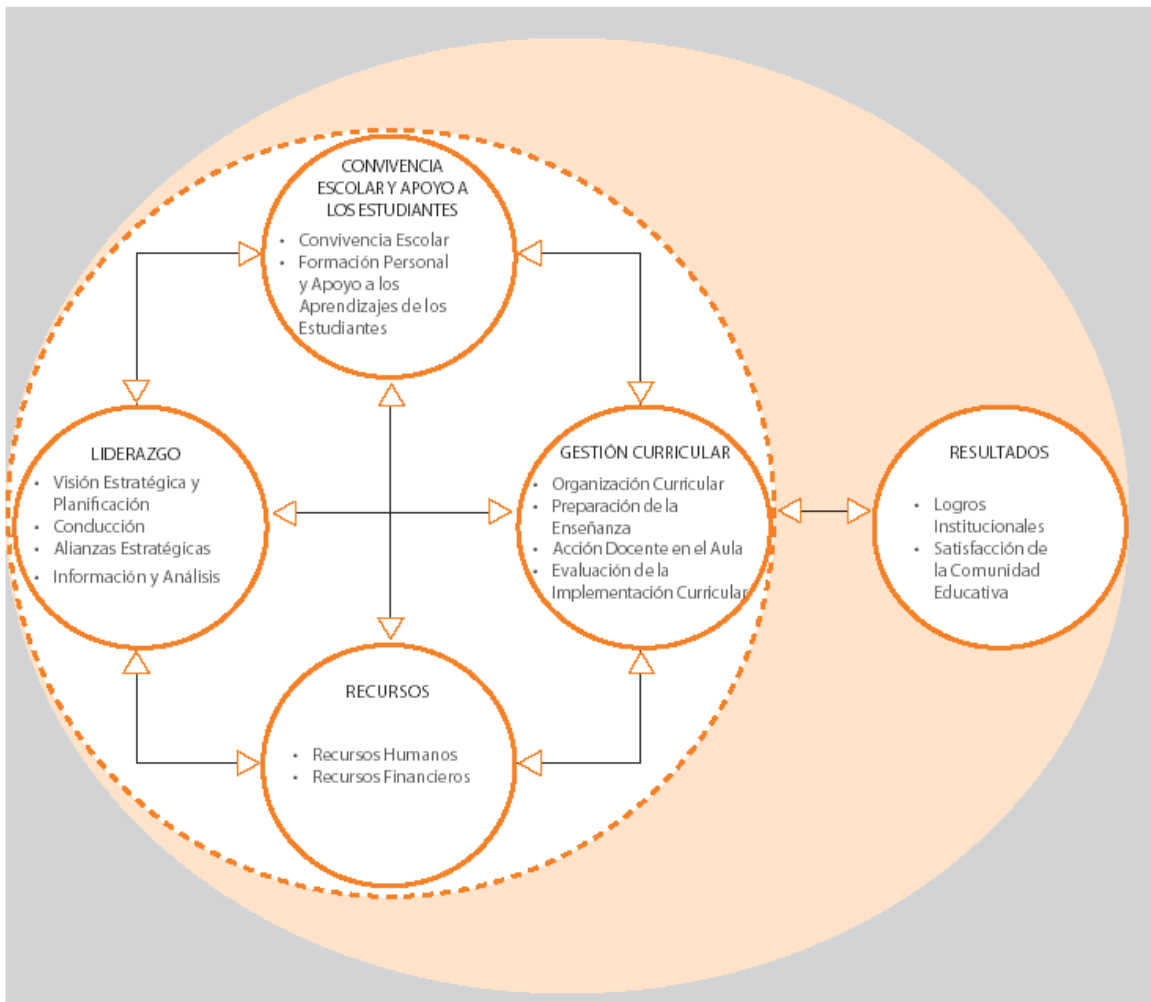 CONVIVENCIA
ESCOLAR Y APOYO A
LOS ESTUDIANTES
• Convivencia Escolar
• Formación Personal
y Apoyo a los
Aprendizajes de los
Estudiantes
LIDERAZGO
• Visión Estratégica y
Planificación
• Conducción
• Alianzas Estratégicas
• Información y Análisis
GESTIÓN CURRICULAR
• Organización Curricular
• Preparación de la
Enseñanza
• Acción Docente en el Aula
• Evaluación de la
Implementación Curricular
RESULTADOS
• Logros
Institucionales
• Satisfacción de
la Comunidad
Educativa
RECURSOS
• Recursos Humanos
• Recursos Financieros